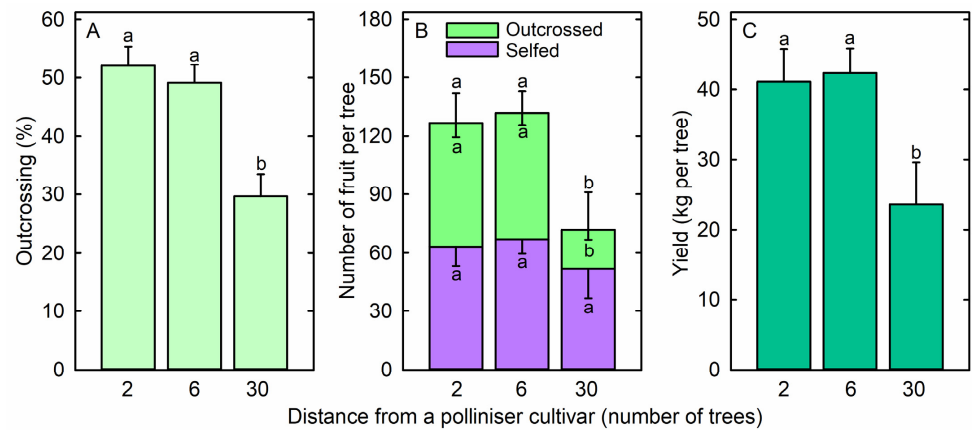 A
Outcrossing (%)
60
50
40
30
20
10
0
a
a
b
2
6
30
B
Outcrossed
Selfed
Number of fruit per tree
180
150
120
90
60
30
0
a
a
b
a
a
b
a
a
a
2
6
30
C
Yield (kg per tree)
50
40
30
20
10
0
a
a
b
2
6
30
Distance from a polliniser cultivar (number of trees)